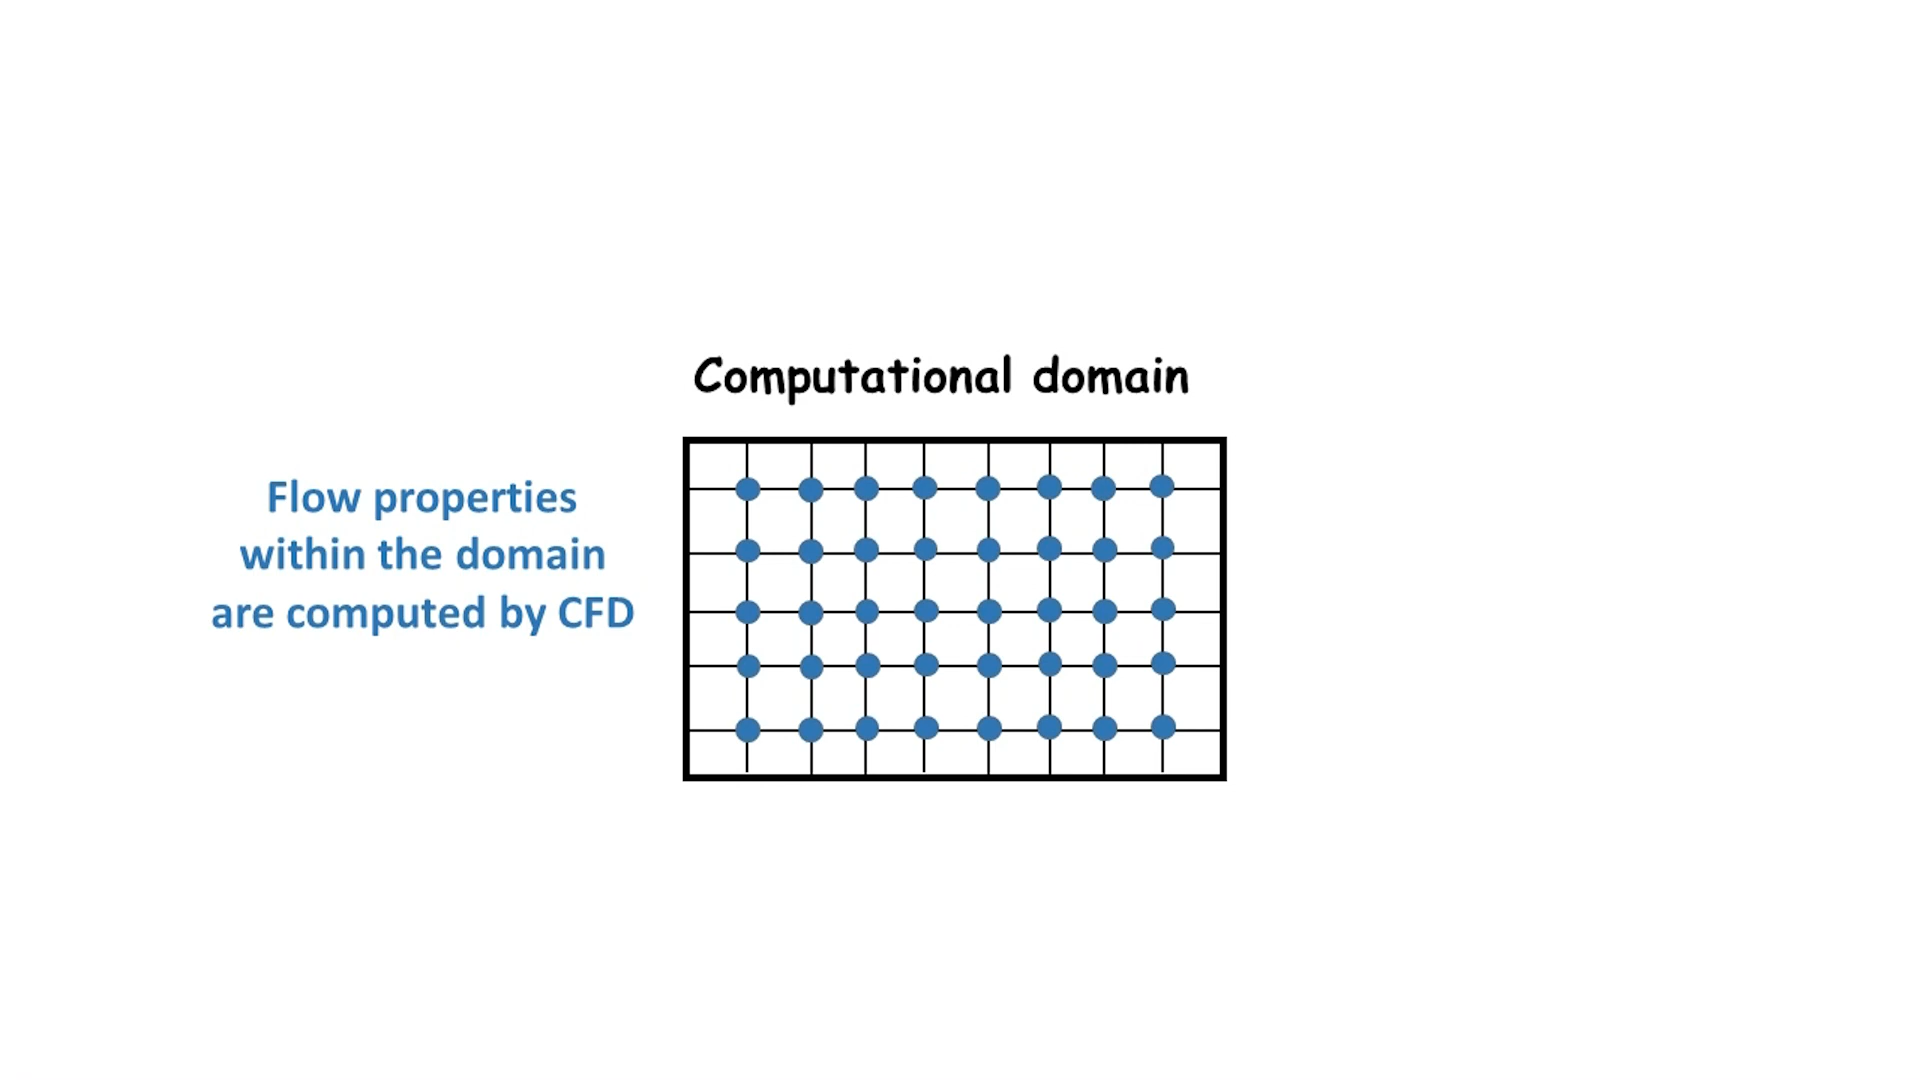 Computational domain
Flow properties
within the domain
are computed by CFD